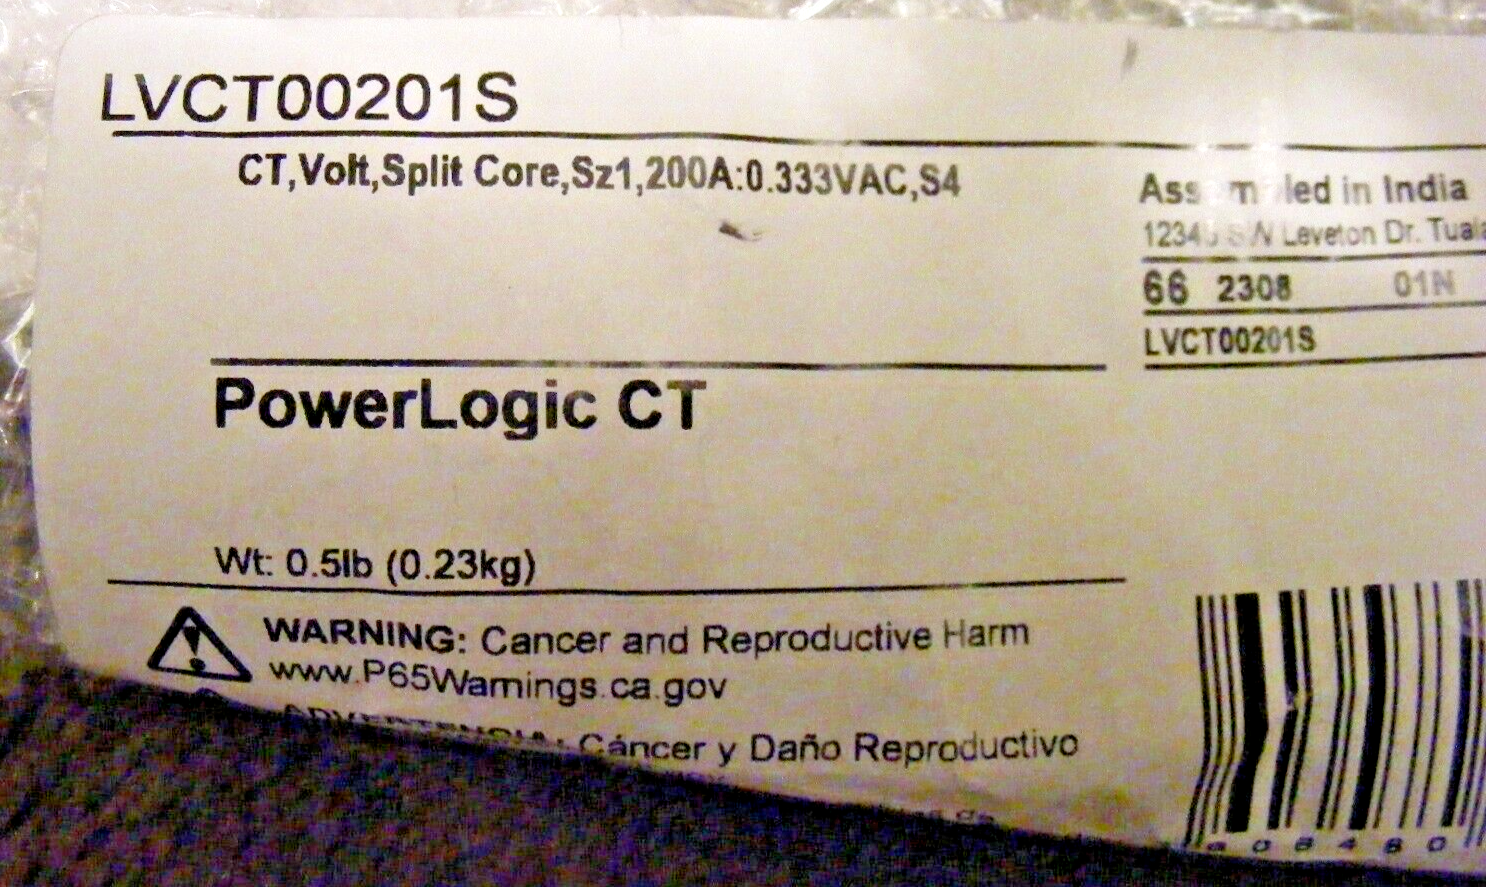 LVCT00201S
CT,Volt,Split Core,Sz1,200A:0.333VAC,S4
Assembled in India
12345 SW Leveton Dr.
66 2308 01N
LVCT00201S
PowerLogic CT
Wt: 0.5lb (0.23kg)
WARNING: Cancer and Reproductive Harm
www.P65Warnings.ca.gov
ADVERTENCIA: Cáncer y Daño Reproductivo